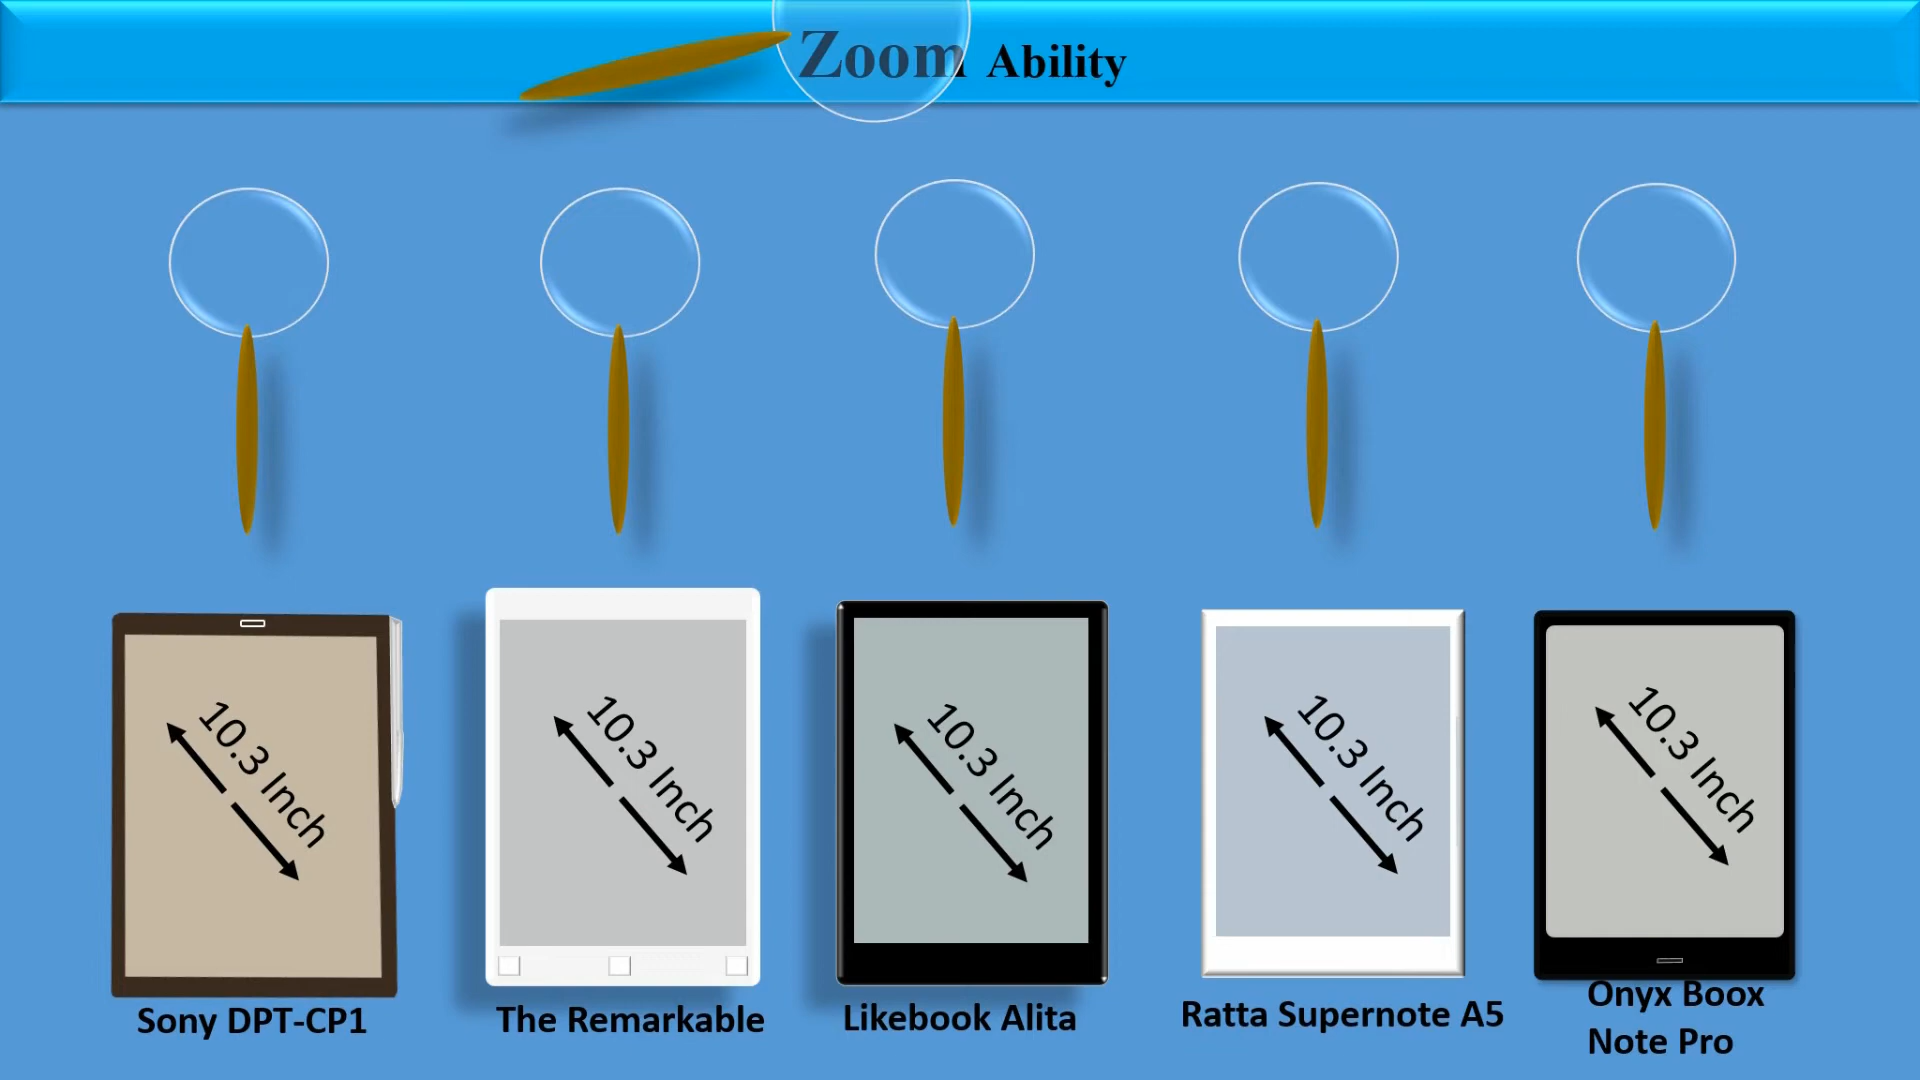 Zoom Ability
10.3 Inch
10.3 Inch
10.3 Inch
10.3 Inch
10.3 Inch
Sony DPT-CP1
The Remarkable
Likebook Alita
Ratta Supernote A5
Onyx Boox
Note Pro